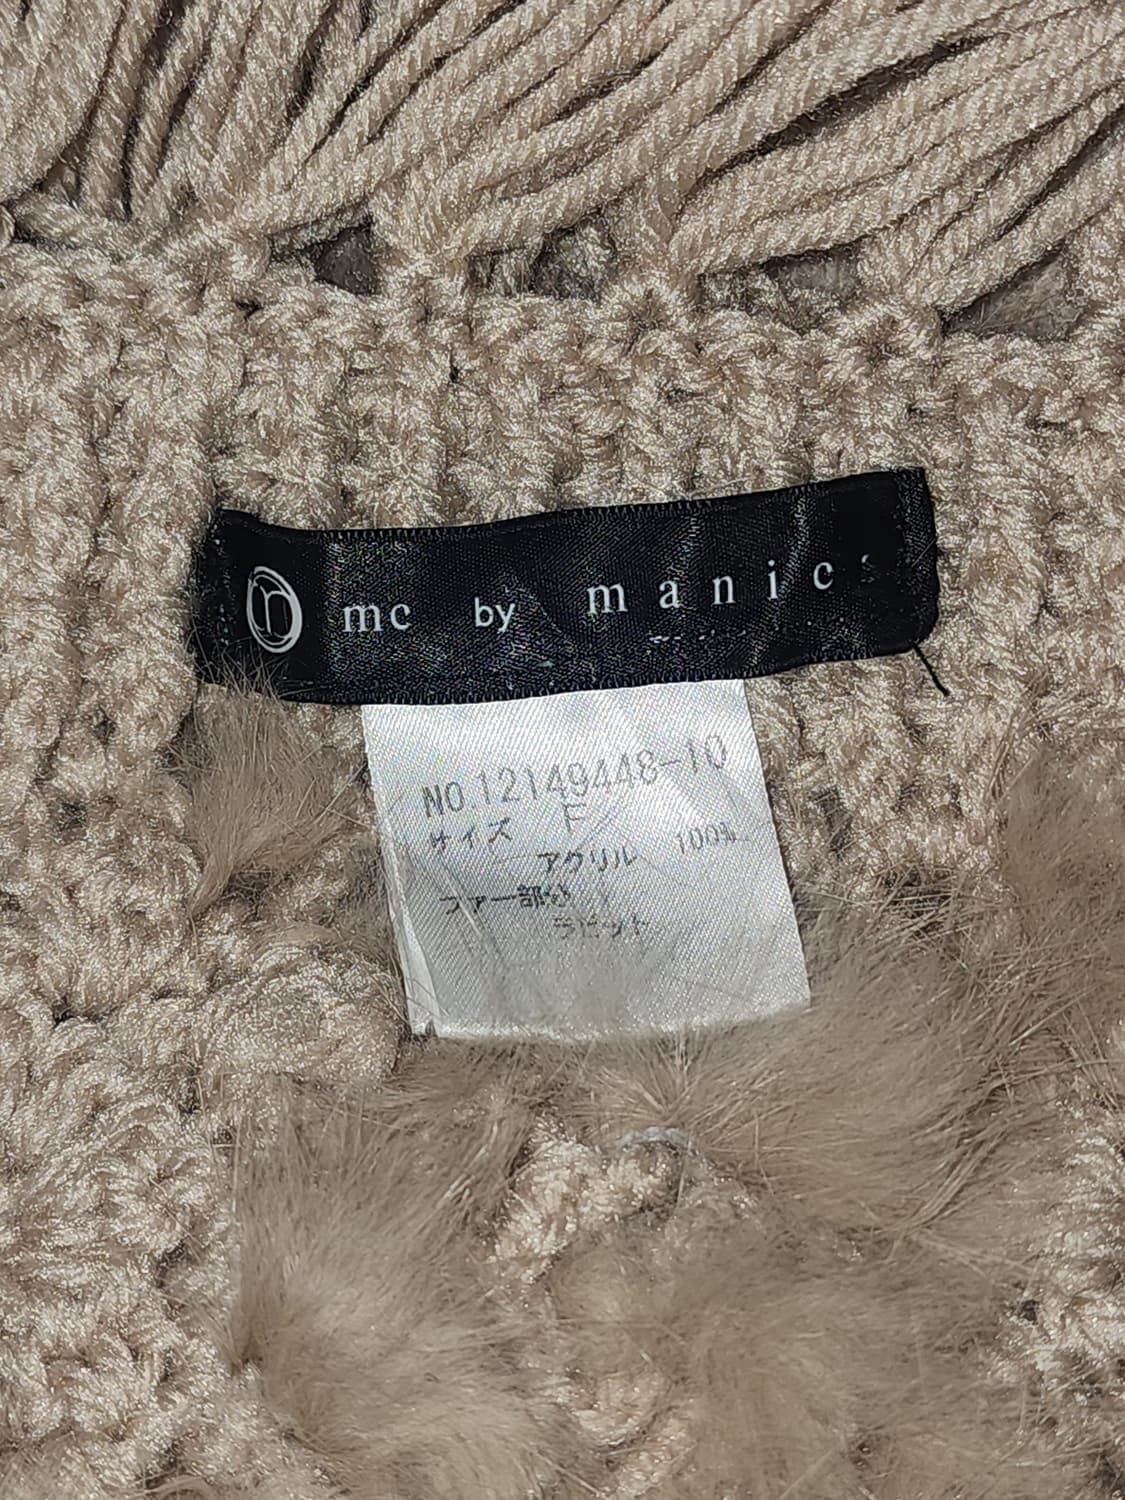 n mc by manic
NO.12149448-10
サイズ F
アクリル 100%
ファー部分
ラビット